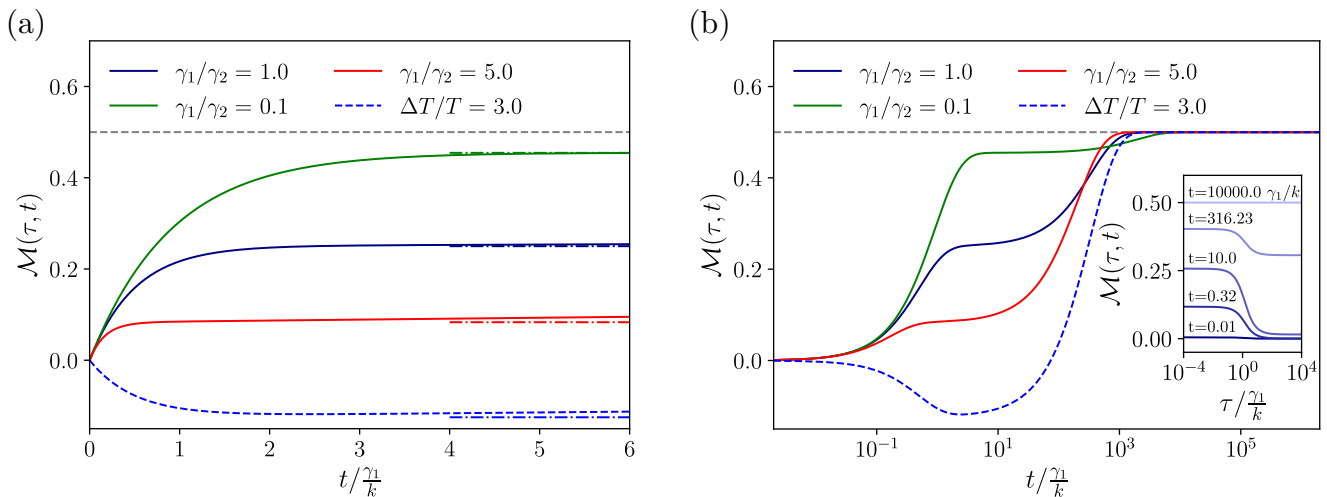 (a)
γ₁/γ₂ = 1.0
γ₁/γ₂ = 5.0
γ₁/γ₂ = 0.1
ΔT/T = 3.0
0.6
0.4
0.2
0.0
M(τ, t)
0 1 2 3 4 5 6
t/(γ₁/k)
(b)
γ₁/γ₂ = 1.0
γ₁/γ₂ = 5.0
γ₁/γ₂ = 0.1
ΔT/T = 3.0
0.6
0.4
0.2
0.0
M(τ, t)
10⁻¹ 10¹ 10³ 10⁵
t/(γ₁/k)
t=10000.0 γ₁/k
t=316.23
t=10.0
t=0.32
t=0.01
0.50
0.25
0.00
M(τ, t)
10⁻⁴ 10⁰ 10⁴
τ/(γ₁/k)